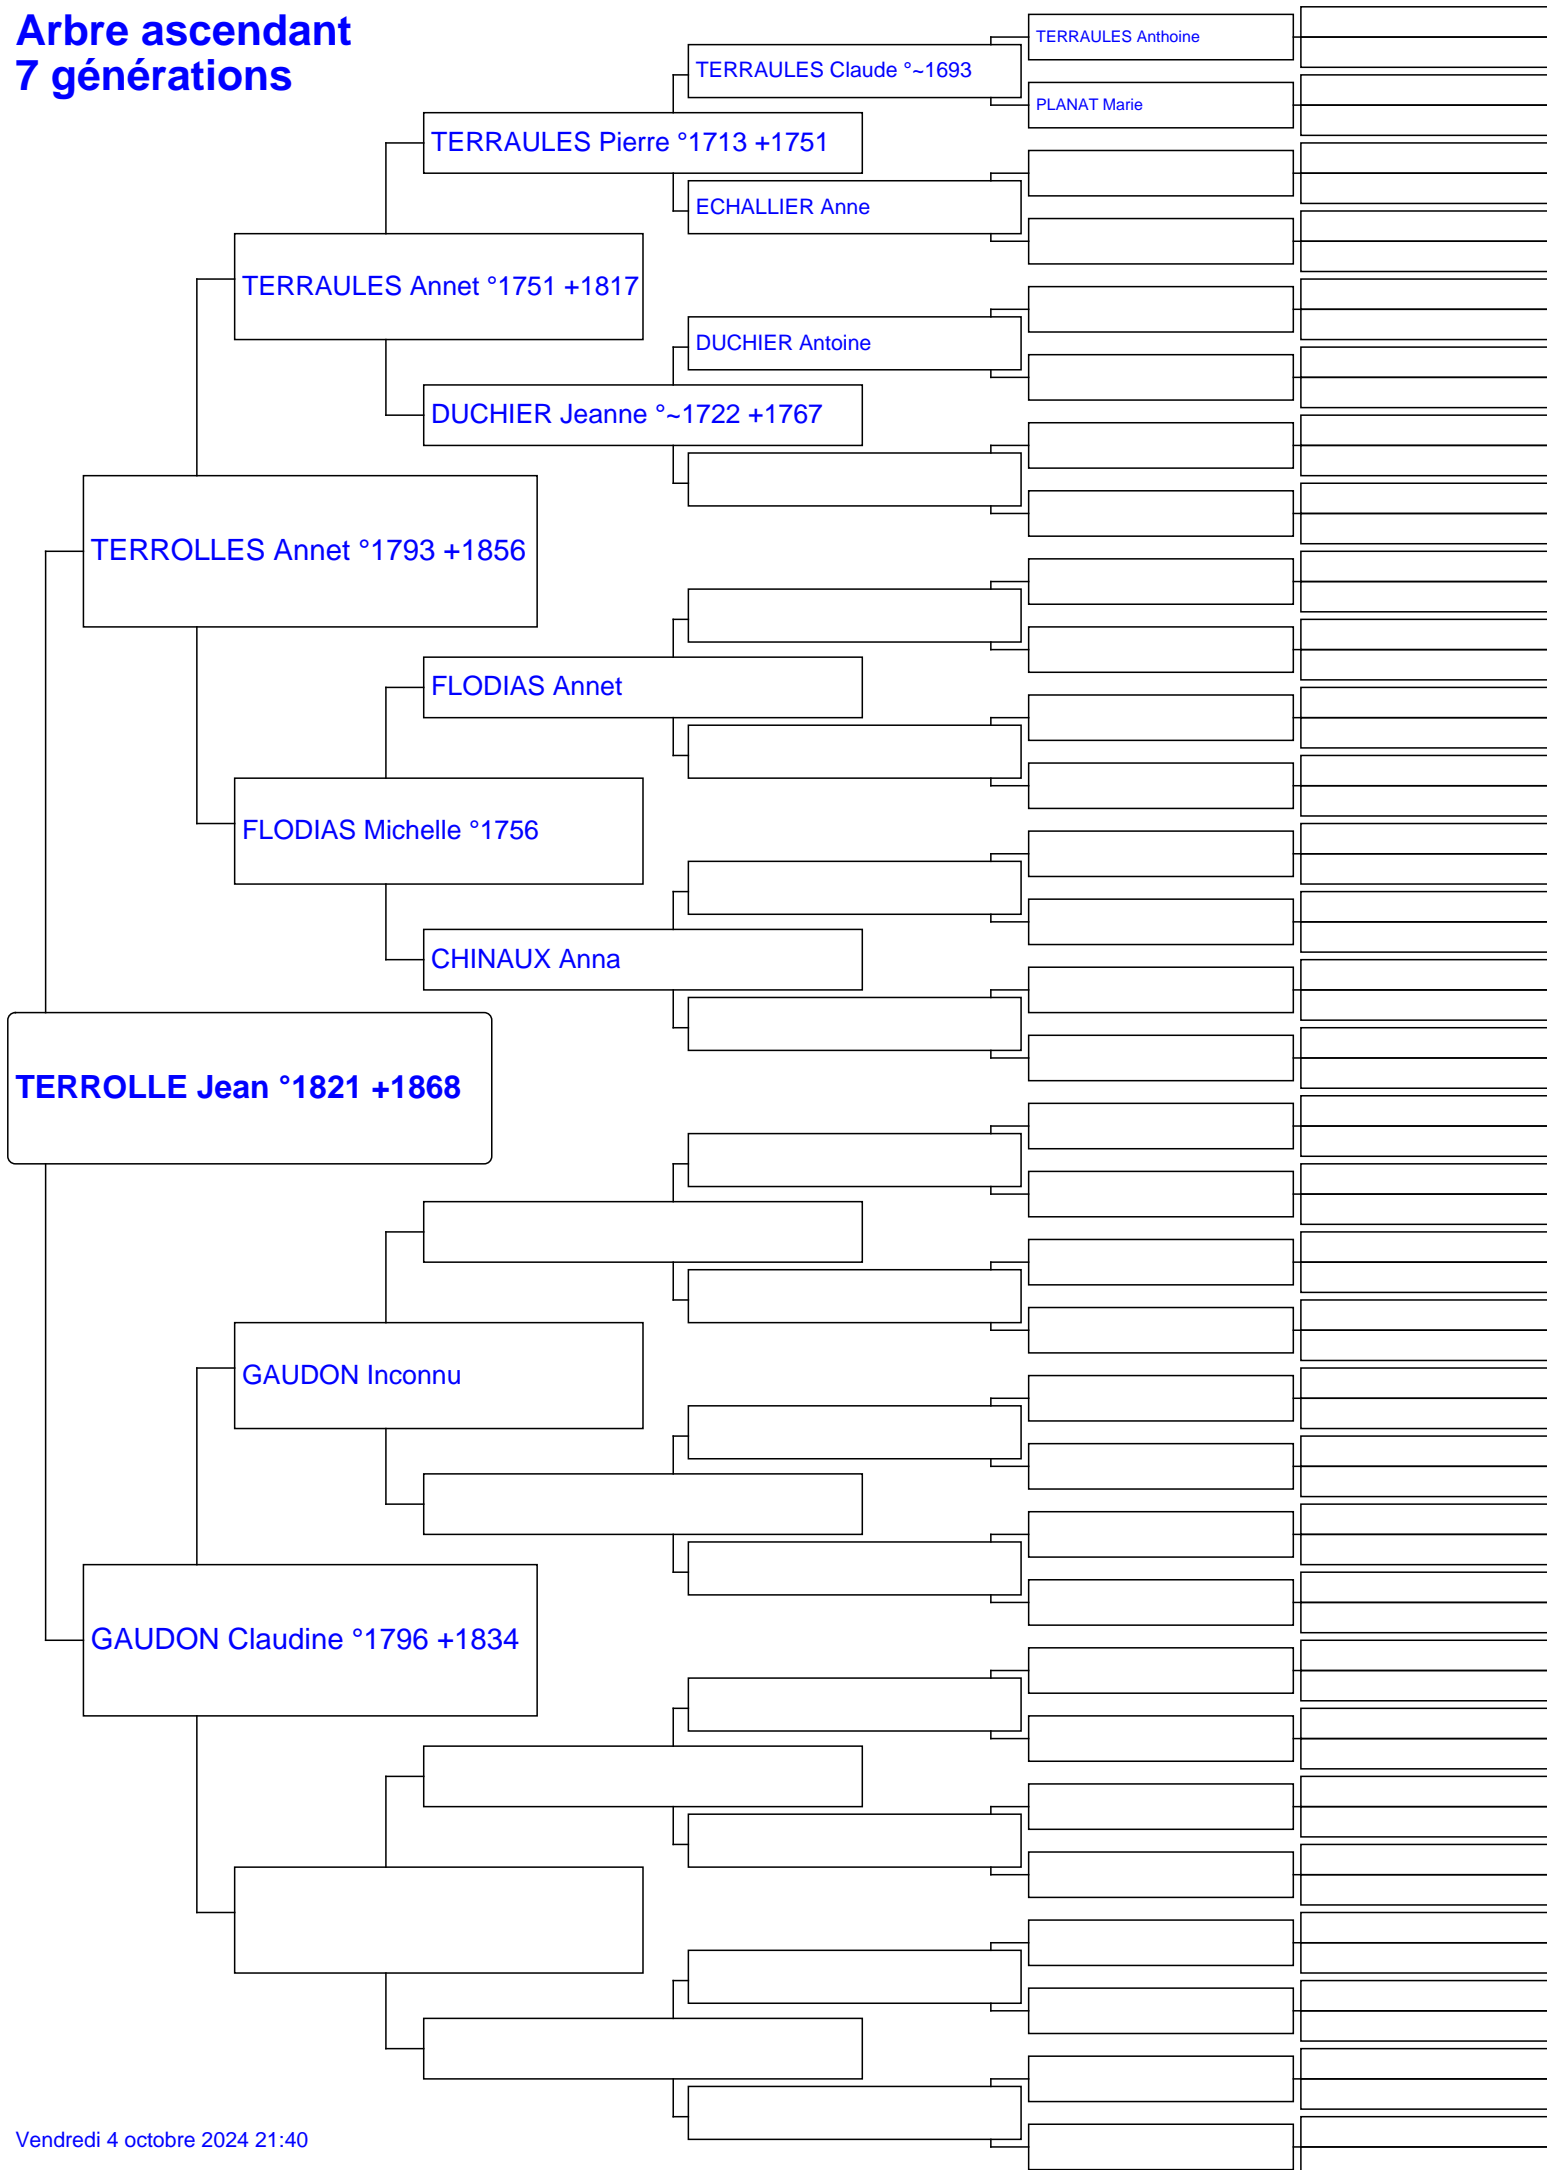 Arbre ascendant
7 générations
TERRAULES Anthoine
TERRAULES Claude °~1693
PLANAT Marie
TERRAULES Pierre °1713 +1751
ECHALLIER Anne
TERRAULES Annet °1751 +1817
DUCHIER Antoine
DUCHIER Jeanne °~1722 +1767
TERROLLES Annet °1793 +1856
FLODIAS Annet
FLODIAS Michelle °1756
CHINAUX Anna
TERROLLE Jean °1821 +1868
GAUDON Inconnu
GAUDON Claudine °1796 +1834
Vendredi 4 octobre 2024 21:40